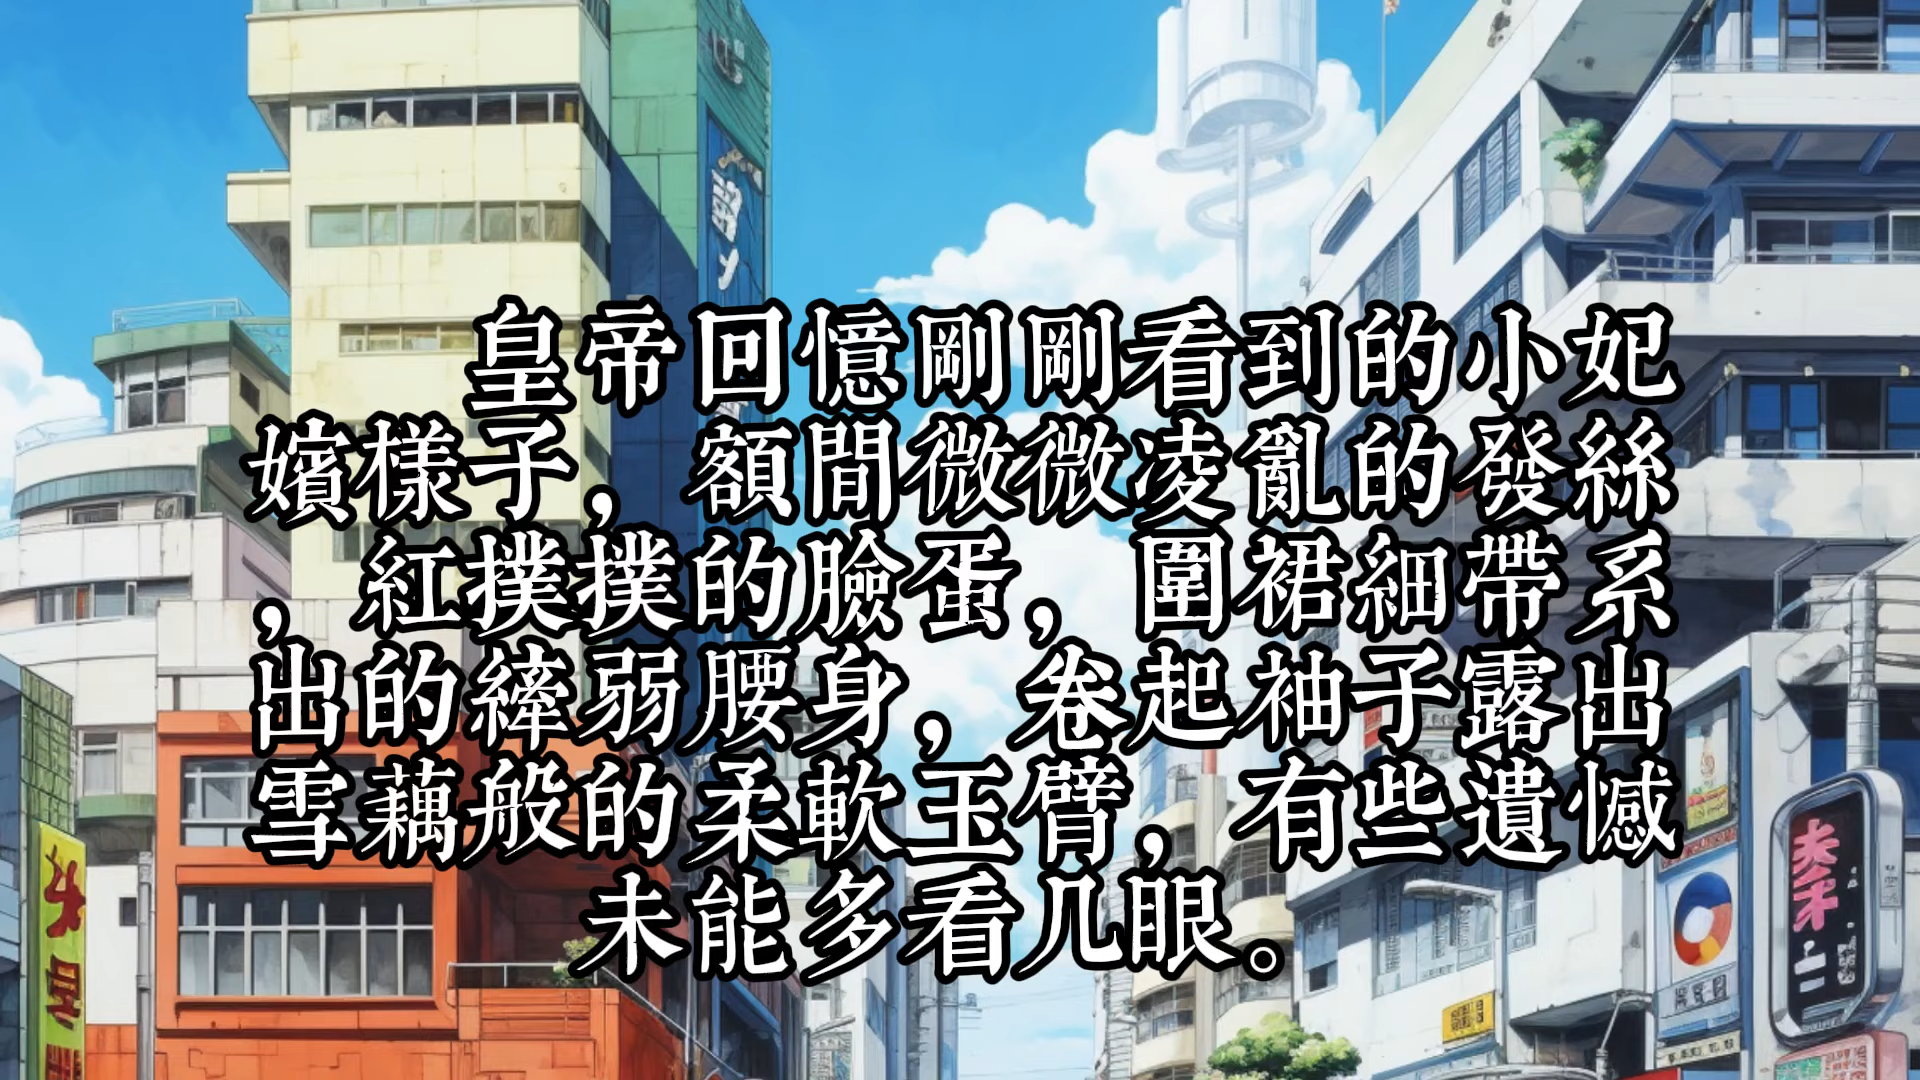 皇帝回憶剛剛看到的小妃
嬪樣子，額間微微凌亂的發絲
，紅撲撲的臉蛋，圍裙細帶系
出的縴弱腰身，卷起袖子露出
雪藕般的柔軟玉臂，有些遺憾
未能多看几眼。